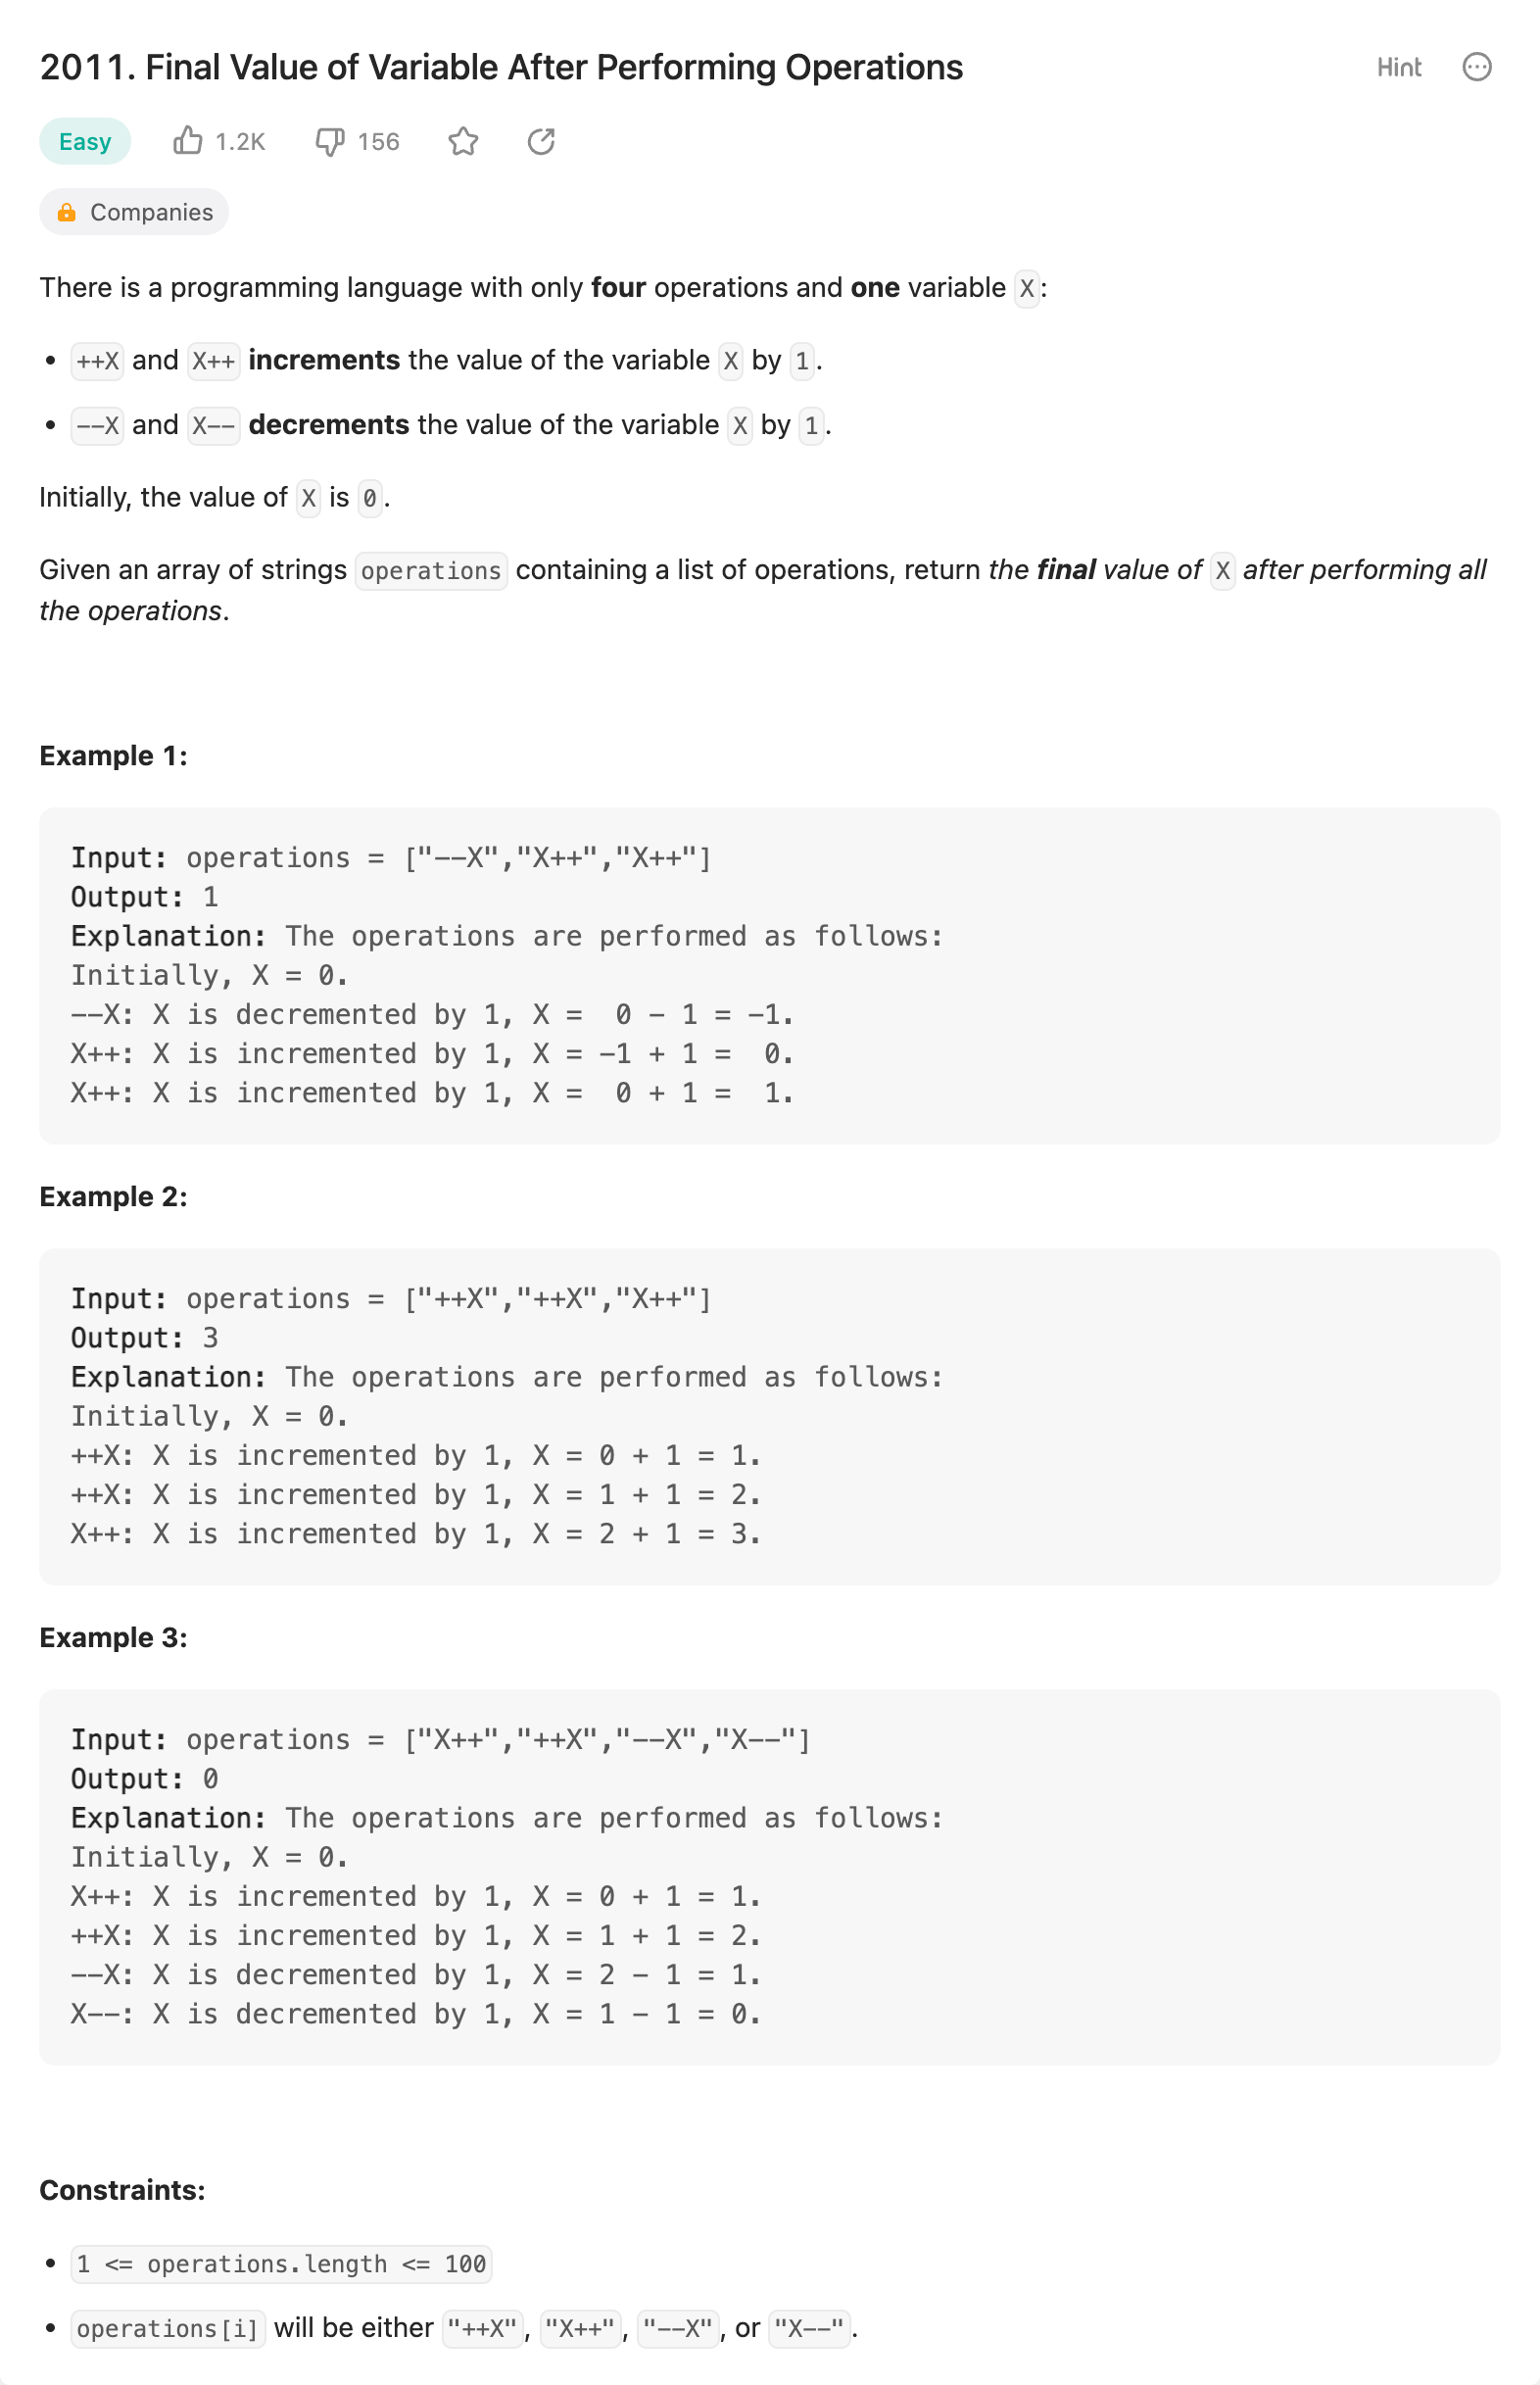 2011. Final Value of Variable After Performing Operations
Hint
Easy 1.2K 156
Companies
There is a programming language with only four operations and one variable X:
• ++X and X++ increments the value of the variable X by 1.
• --X and X-- decrements the value of the variable X by 1.
Initially, the value of X is 0.
Given an array of strings operations containing a list of operations, return the final value of X after performing all
the operations.
Example 1:
Input: operations = ["--X","X++","X++"]
Output: 1
Explanation: The operations are performed as follows:
Initially, X = 0.
--X: X is decremented by 1, X =  0 - 1 = -1.
X++: X is incremented by 1, X = -1 + 1 =  0.
X++: X is incremented by 1, X =  0 + 1 =  1.
Example 2:
Input: operations = ["++X","++X","X++"]
Output: 3
Explanation: The operations are performed as follows:
Initially, X = 0.
++X: X is incremented by 1, X = 0 + 1 = 1.
++X: X is incremented by 1, X = 1 + 1 = 2.
X++: X is incremented by 1, X = 2 + 1 = 3.
Example 3:
Input: operations = ["X++","++X","--X","X--"]
Output: 0
Explanation: The operations are performed as follows:
Initially, X = 0.
X++: X is incremented by 1, X = 0 + 1 = 1.
++X: X is incremented by 1, X = 1 + 1 = 2.
--X: X is decremented by 1, X = 2 - 1 = 1.
X--: X is decremented by 1, X = 1 - 1 = 0.
Constraints:
• 1 <= operations.length <= 100
• operations[i] will be either "++X", "X++", "--X", or "X--".